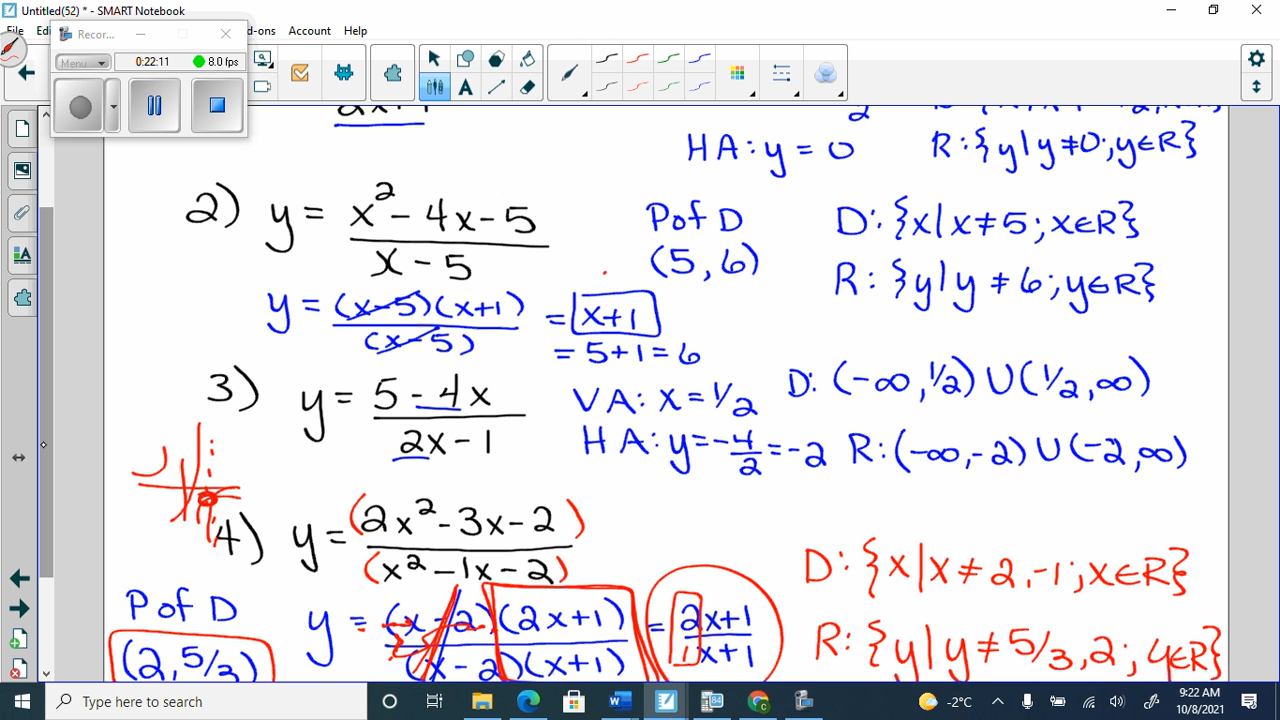 Untitled(52) * - SMART Notebook
File Ed d-ons Account Help
Recor...
Menu 0:22:11 8.0 fps
HA: y = 0 R: {y|y ≠ 0; y∈R}
2) y = x² - 4x - 5 / x - 5
P of D
(5, 6)
D: {x|x ≠ 5; x∈R}
R: {y|y ≠ 6; y∈R}
y = (x-5)(x+1) / (x-5) = x+1
= 5+1 = 6
3) y = 5 - 4x / 2x - 1
VA: x = 1/2
HA: y = -4/2 = -2
D: (-∞, 1/2) U (1/2, ∞)
R: (-∞, -2) U (-2, ∞)
4) y = (2x² - 3x - 2) / (x² - 1x - 2)
D: {x|x ≠ 2, -1; x∈R}
R: {y|y ≠ 5/3, 2; y∈R}
P of D
(2, 5/3)
y = (x-2)(2x+1) / (x-2)(x+1) = 2x+1 / 1x+1
Type here to search
-2°C
9:22 AM
10/8/2021